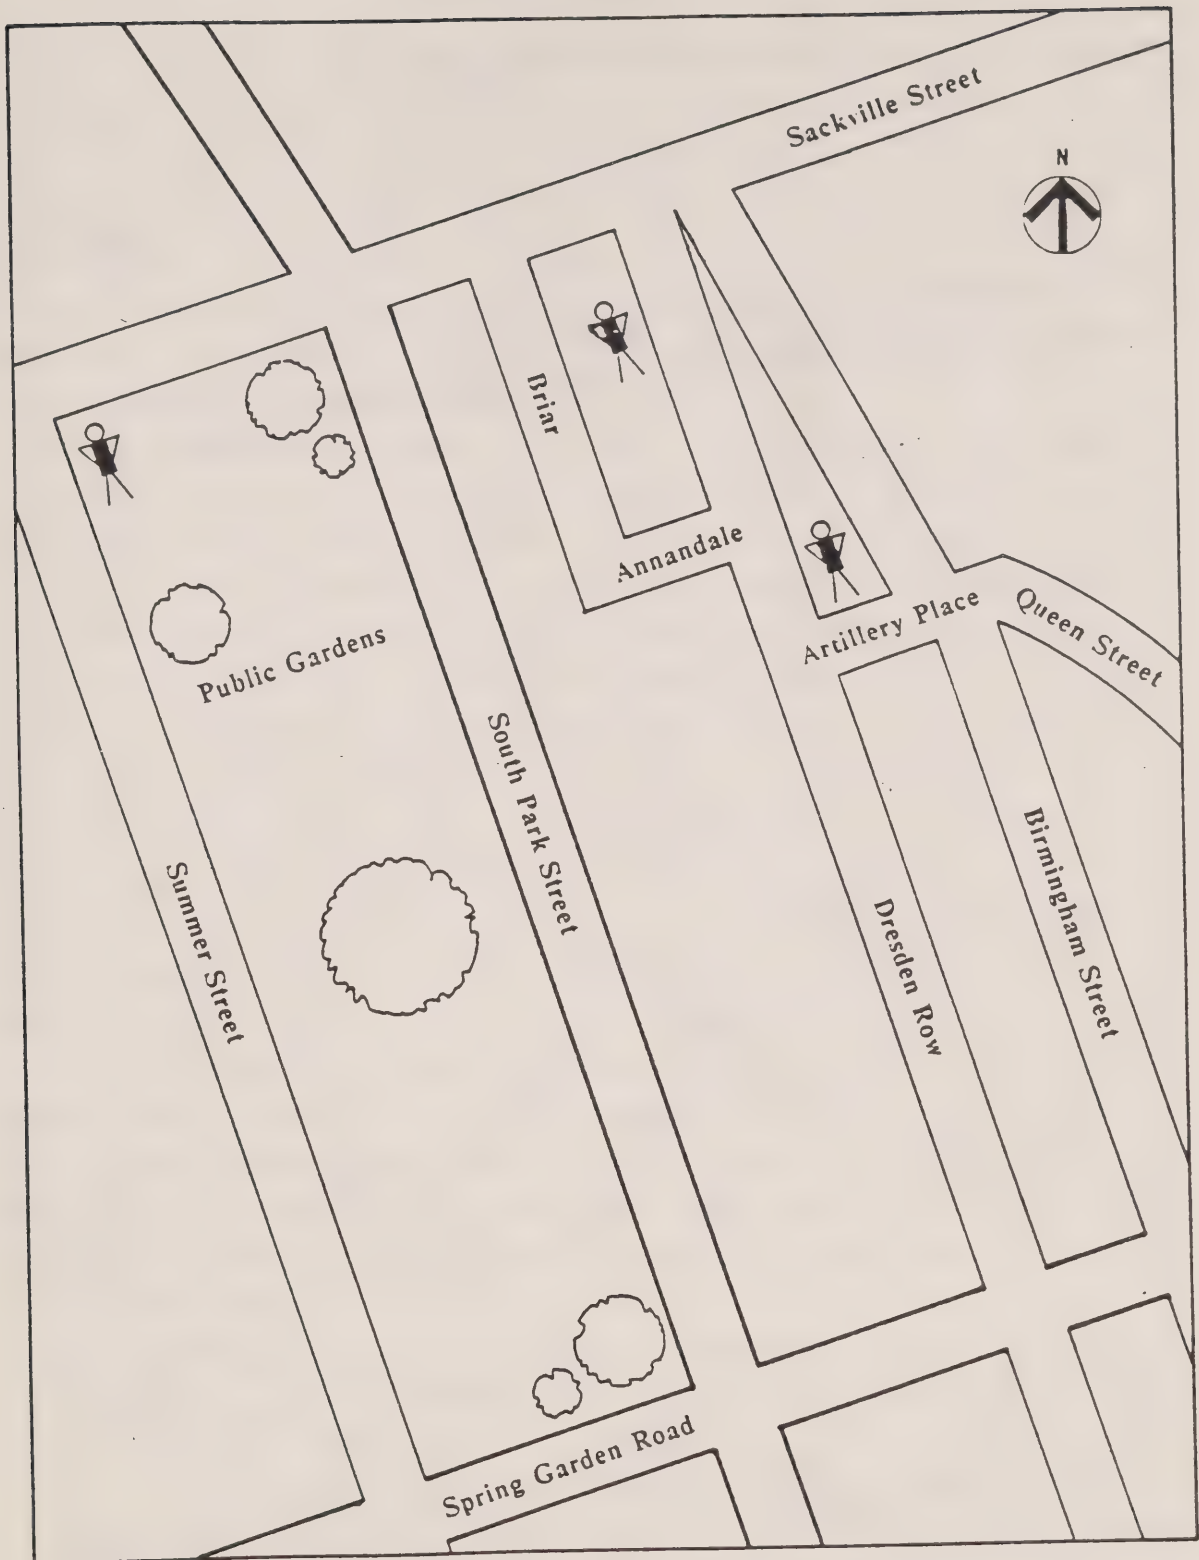 Sackville Street
N
Briar
Annandale
Artillery Place
Queen Street
Public Gardens
South Park Street
Birmingham Street
Summer Street
Dresden Row
Spring Garden Road